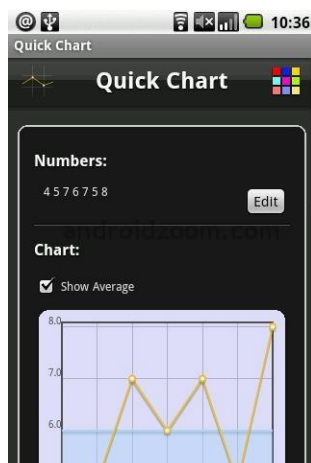 10:36
Quick Chart
Quick Chart
Numbers:
4 5 7 6 7 5 8
Edit
androidzoom.com
Chart:
Show Average
8.0
7.0
6.0